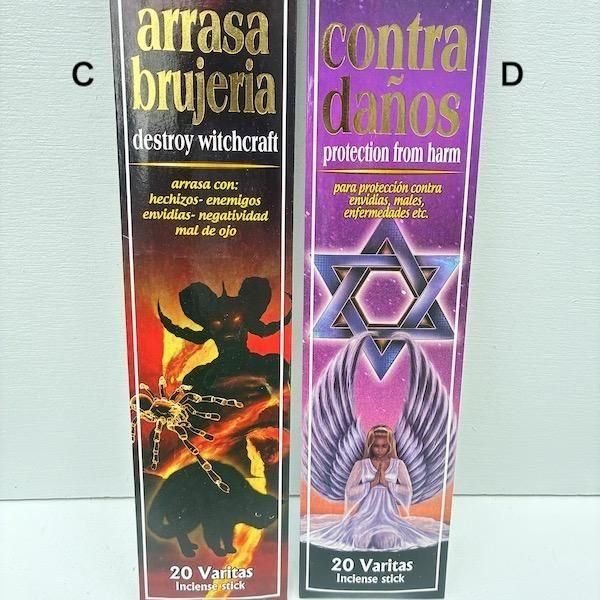 C
arrasa
brujeria
destroy witchcraft
arrasa con:
hechizos- enemigos
envidias- negatividad
mal de ojo
20 Varitas
Inciense stick
D
contra
daños
protection from harm
para protección contra
envidias, males,
enfermedades etc.
20 Varitas
Inciense stick